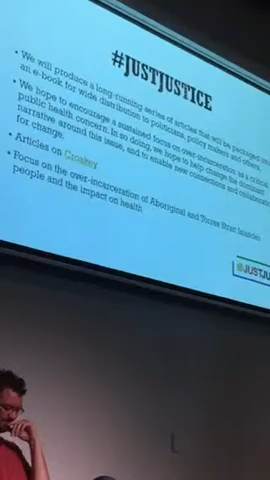 #JUSTJUSTICE
• We will produce a long-running series of articles that will be packaged into
an e-book for wide distribution to politicians, policy makers and others.
• We hope to encourage a sustained focus on over-incarceration as a critical
public health concern. In so doing, we hope to help change the dominant
narrative around this issue, and to enable new connections and collaborations
for change.
• Articles on Croakey
• Focus on the over-incarceration of Aboriginal and Torres Strait Islander
people and the impact on health
@JUSTJU